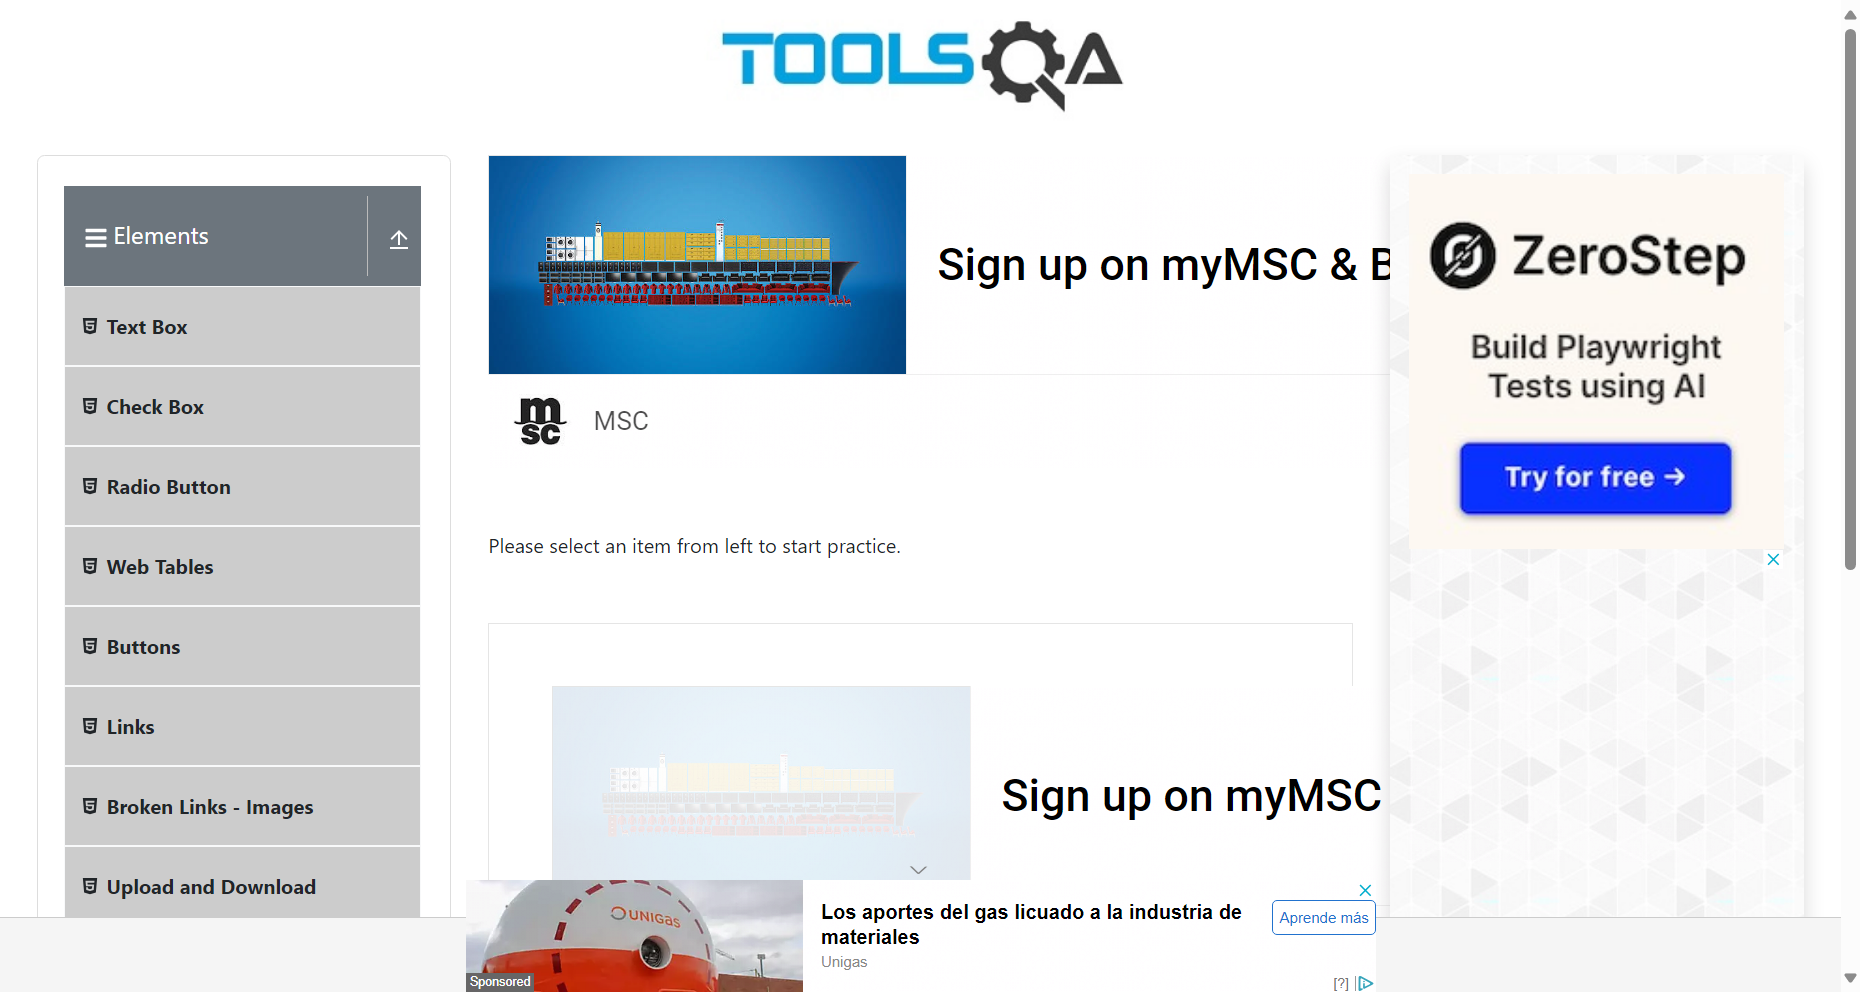 TOOLSQA
Elements
Text Box
Check Box
Radio Button
Web Tables
Buttons
Links
Broken Links - Images
Upload and Download
Sign up on myMSC & B
msc
MSC
Please select an item from left to start practice.
Sign up on myMSC
ZeroStep
Build Playwright
Tests using AI
Try for free →
UNIGAS
Sponsored
Los aportes del gas licuado a la industria de
materiales
Unigas
Aprende más
[?]